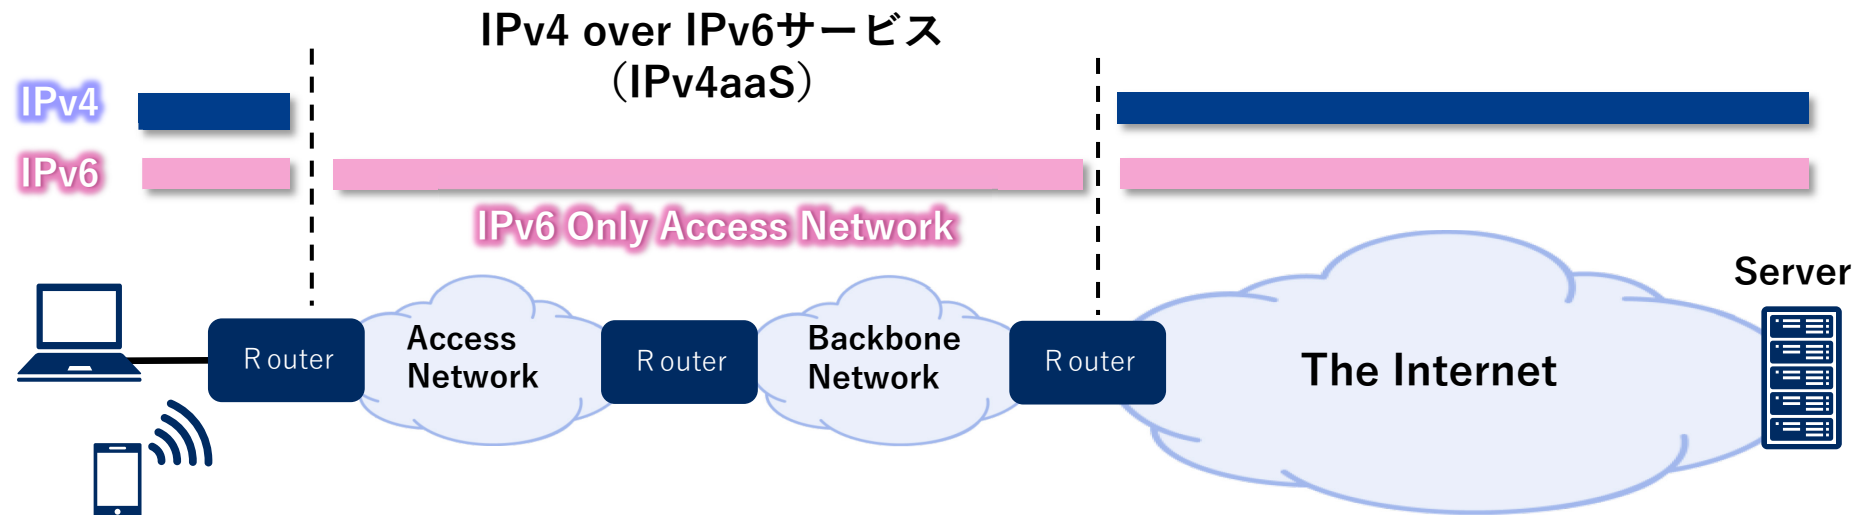 IPv4 over IPv6サービス
（IPv4aaS）
IPv4
IPv6
IPv6 Only Access Network
Server
Router
Access
Network
Router
Backbone
Network
Router
The Internet